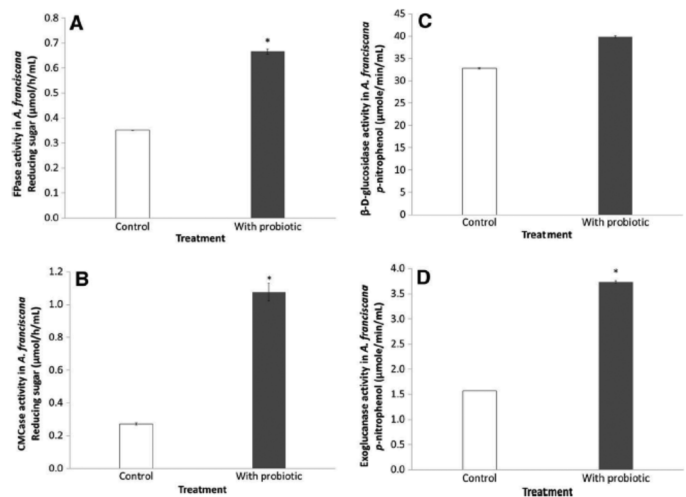 A
FPase activity in A. franciscana
Reducing sugar (µmol/h/mL)
0.8
0.7
0.6
0.5
0.4
0.3
0.2
0.1
0.0
*
Control
With probiotic
Treatment
C
β-D-glucosidase activity in A. franciscana
p-nitrophenol (µmole/min/mL)
45
40
35
30
25
20
15
10
5
0
Control
With probiotic
Treatment
B
CMCase activity in A. franciscana
Reducing sugar (µmol/h/mL)
1.2
1.0
0.8
0.6
0.4
0.2
0.0
*
Control
With probiotic
Treatment
D
Exoglucanase activity in A. franciscana
p-nitrophenol (µmole/min/mL)
4.0
3.5
3.0
2.5
2.0
1.5
1.0
0.5
0.0
*
Control
With probiotic
Treatment